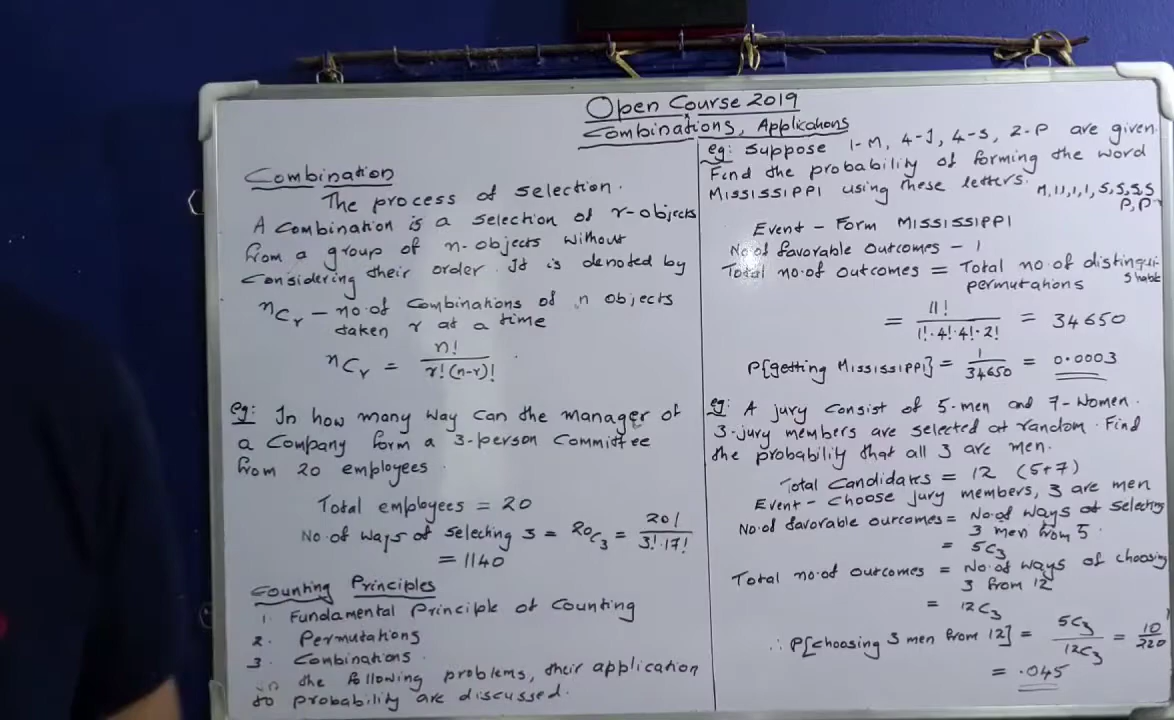 Open Course 2019
Combinations, Applications
Combination
The process of selection.
A combination is a selection of r-objects
from a group of n-objects without
considering their order. It is denoted by
nCr – no. of combinations of n objects
taken r at a time
nCr = n! / r!(n-r)!
eg: In how many way can the manager of
a company form a 3-person committee
from 20 employees.
Total employees = 20
No. of ways of selecting 3 = 20C3 = 20! / 3!·17!
= 1140
Counting Principles
1. Fundamental Principle of Counting
2. Permutations
3. Combinations.
in the following problems, their application
to probability are discussed.
eg: Suppose 1-M, 4-I, 4-S, 2-P are given.
Find the probability of forming the word
MISSISSIPPI using these letters.
M, I,I,I,I, S,S,S,S
P,P
Event – Form MISSISSIPPI
No. of favorable outcomes – 1
Total no. of outcomes = Total no. of distingui-
shable
permutations
= 11! / 1!·4!·4!·2! = 34650
P[getting MISSISSIPPI] = 1/34650 = 0.0003
eg: A jury consist of 5-men and 7-women.
3-jury members are selected at random. Find
the probability that all 3 are men.
Total candidates = 12 (5+7)
Event – choose jury members, 3 are men
No. of favorable outcomes = No. of ways of selecting
3 men from 5.
= 5C3
Total no. of outcomes = No. of ways of choosing
3 from 12
= 12C3
∴ P[choosing 3 men from 12] = 5C3 / 12C3 = 10/220
= .045